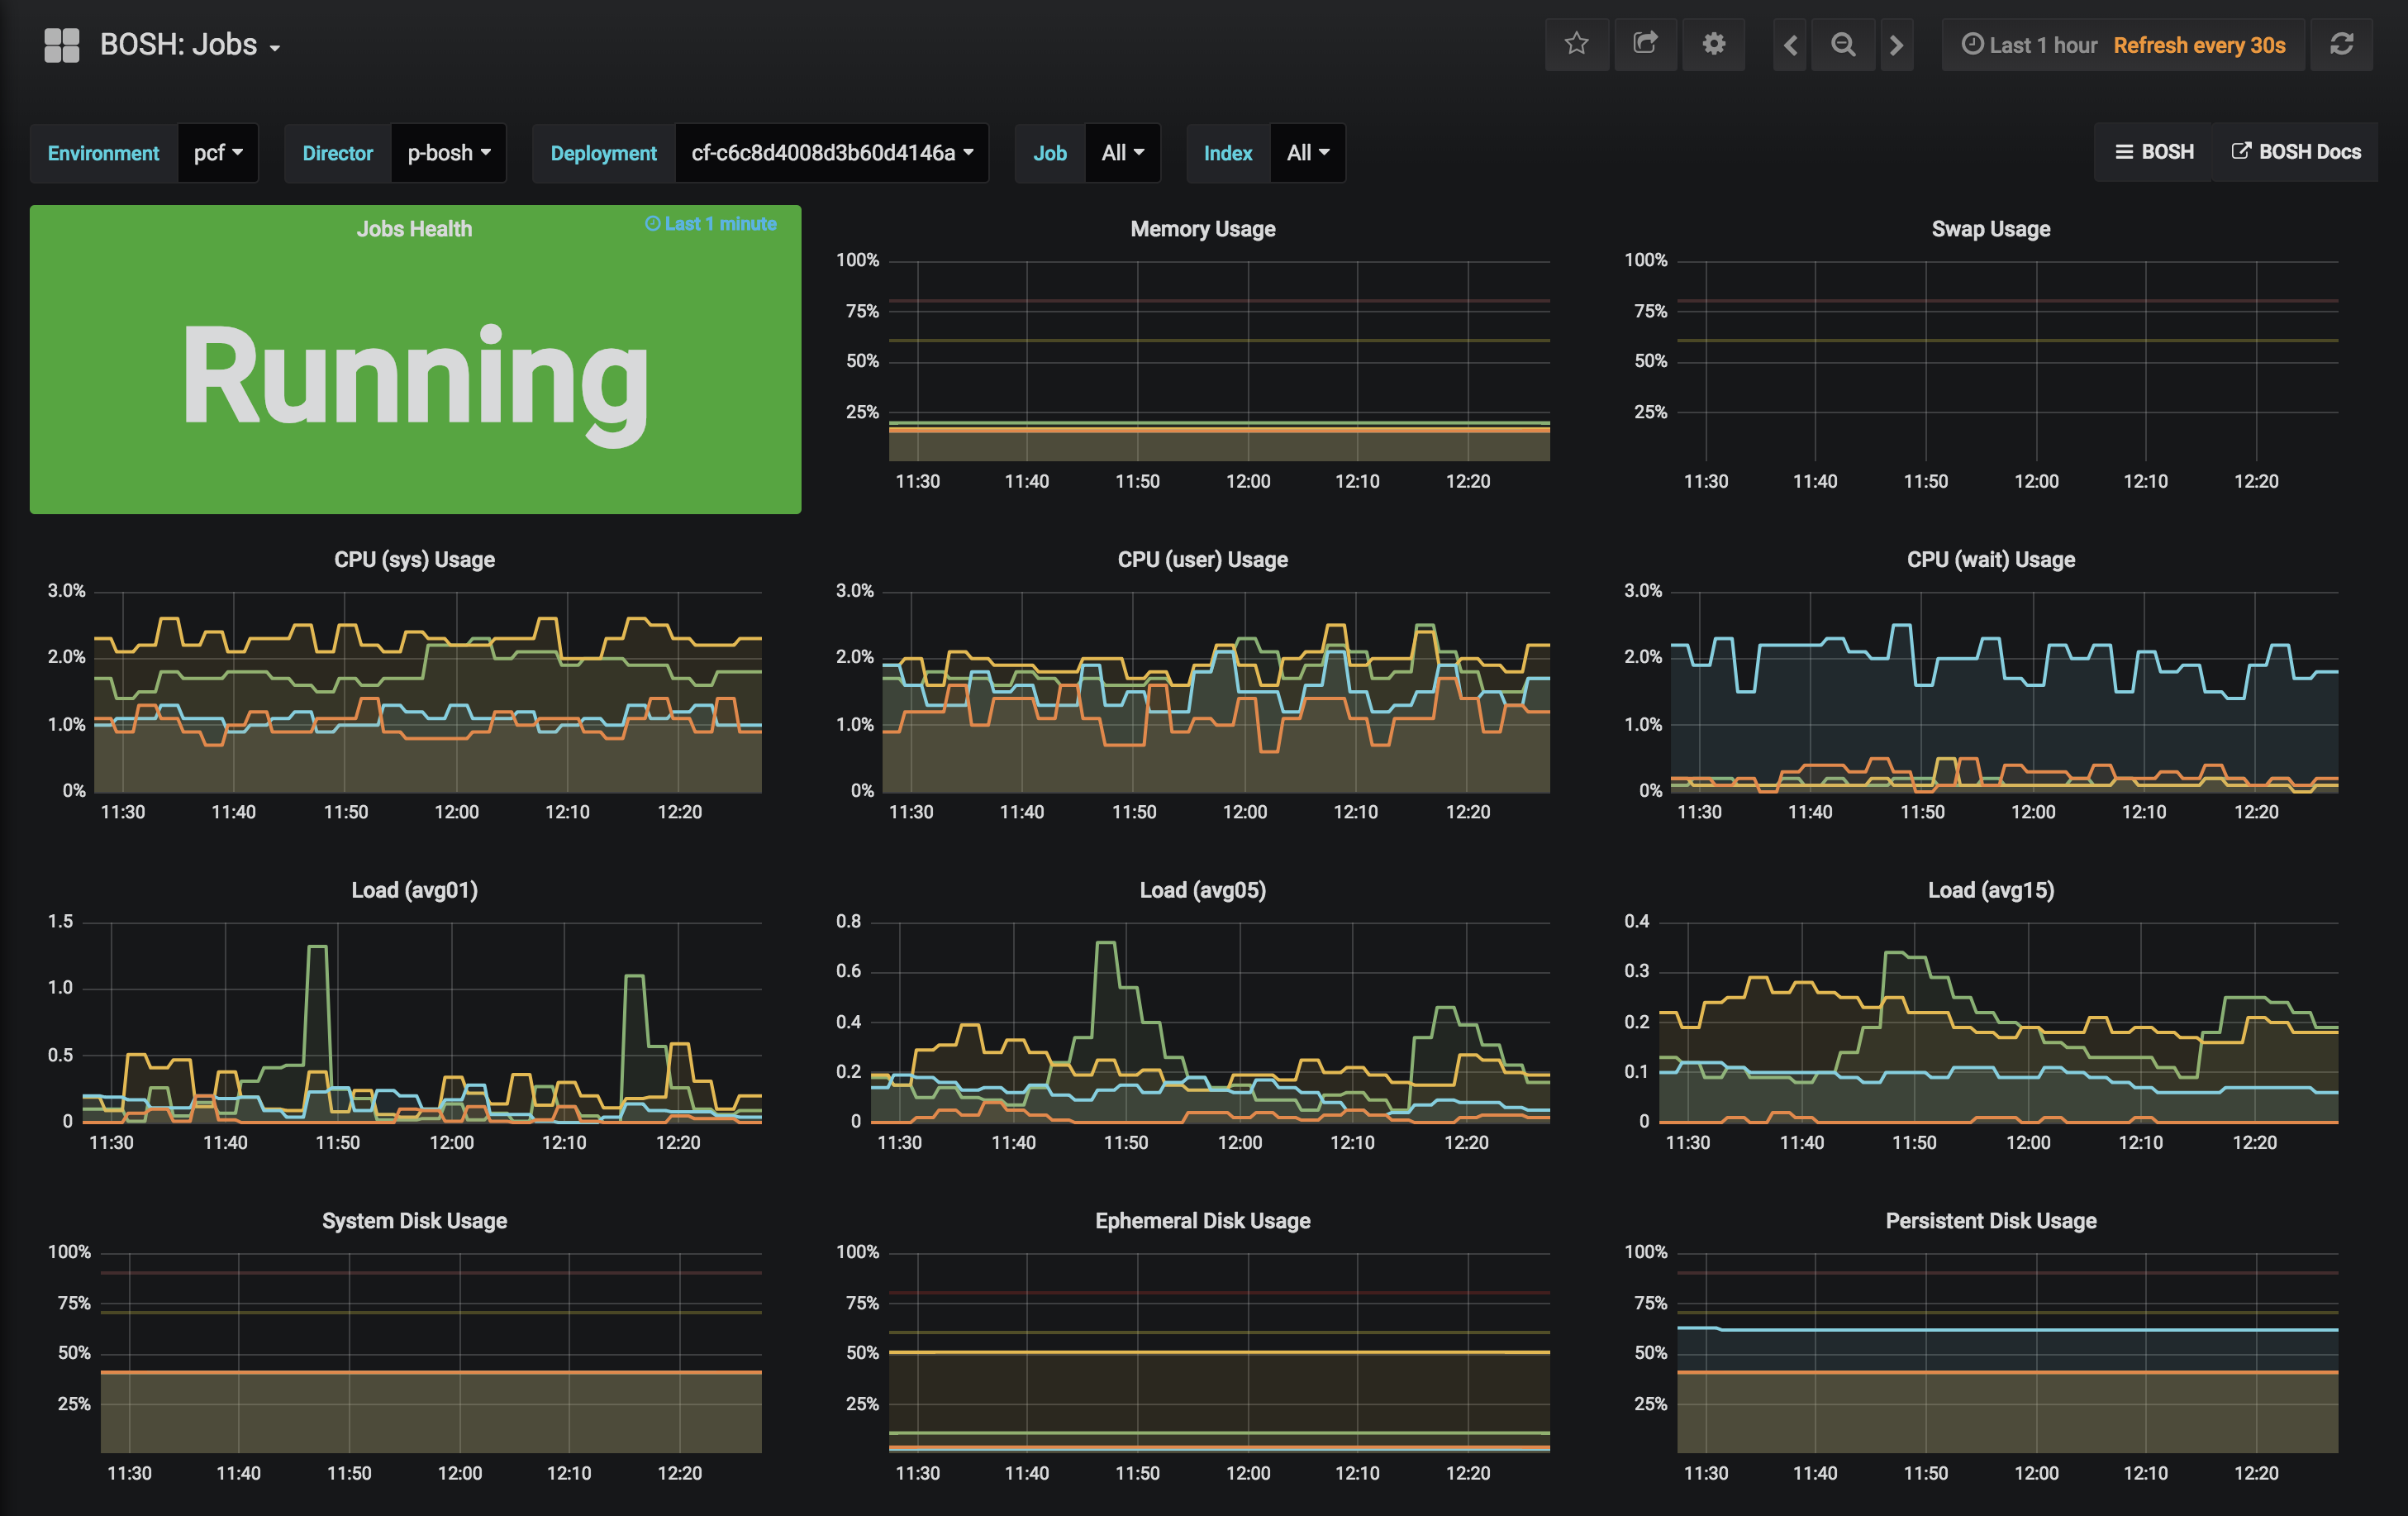 BOSH: Jobs
Last 1 hour Refresh every 30s
Environment pcf Director p-bosh Deployment cf-c6c8d4008d3b60d4146a Job All Index All BOSH BOSH Docs
Jobs Health Last 1 minute
Running
Memory Usage
100%
75%
50%
25%
11:30 11:40 11:50 12:00 12:10 12:20
Swap Usage
100%
75%
50%
25%
11:30 11:40 11:50 12:00 12:10 12:20
CPU (sys) Usage
3.0%
2.0%
1.0%
0%
11:30 11:40 11:50 12:00 12:10 12:20
CPU (user) Usage
3.0%
2.0%
1.0%
0%
11:30 11:40 11:50 12:00 12:10 12:20
CPU (wait) Usage
3.0%
2.0%
1.0%
0%
11:30 11:40 11:50 12:00 12:10 12:20
Load (avg01)
1.5
1.0
0.5
0
11:30 11:40 11:50 12:00 12:10 12:20
Load (avg05)
0.8
0.6
0.4
0.2
0
11:30 11:40 11:50 12:00 12:10 12:20
Load (avg15)
0.4
0.3
0.2
0.1
0
11:30 11:40 11:50 12:00 12:10 12:20
System Disk Usage
100%
75%
50%
25%
11:30 11:40 11:50 12:00 12:10 12:20
Ephemeral Disk Usage
100%
75%
50%
25%
11:30 11:40 11:50 12:00 12:10 12:20
Persistent Disk Usage
100%
75%
50%
25%
11:30 11:40 11:50 12:00 12:10 12:20